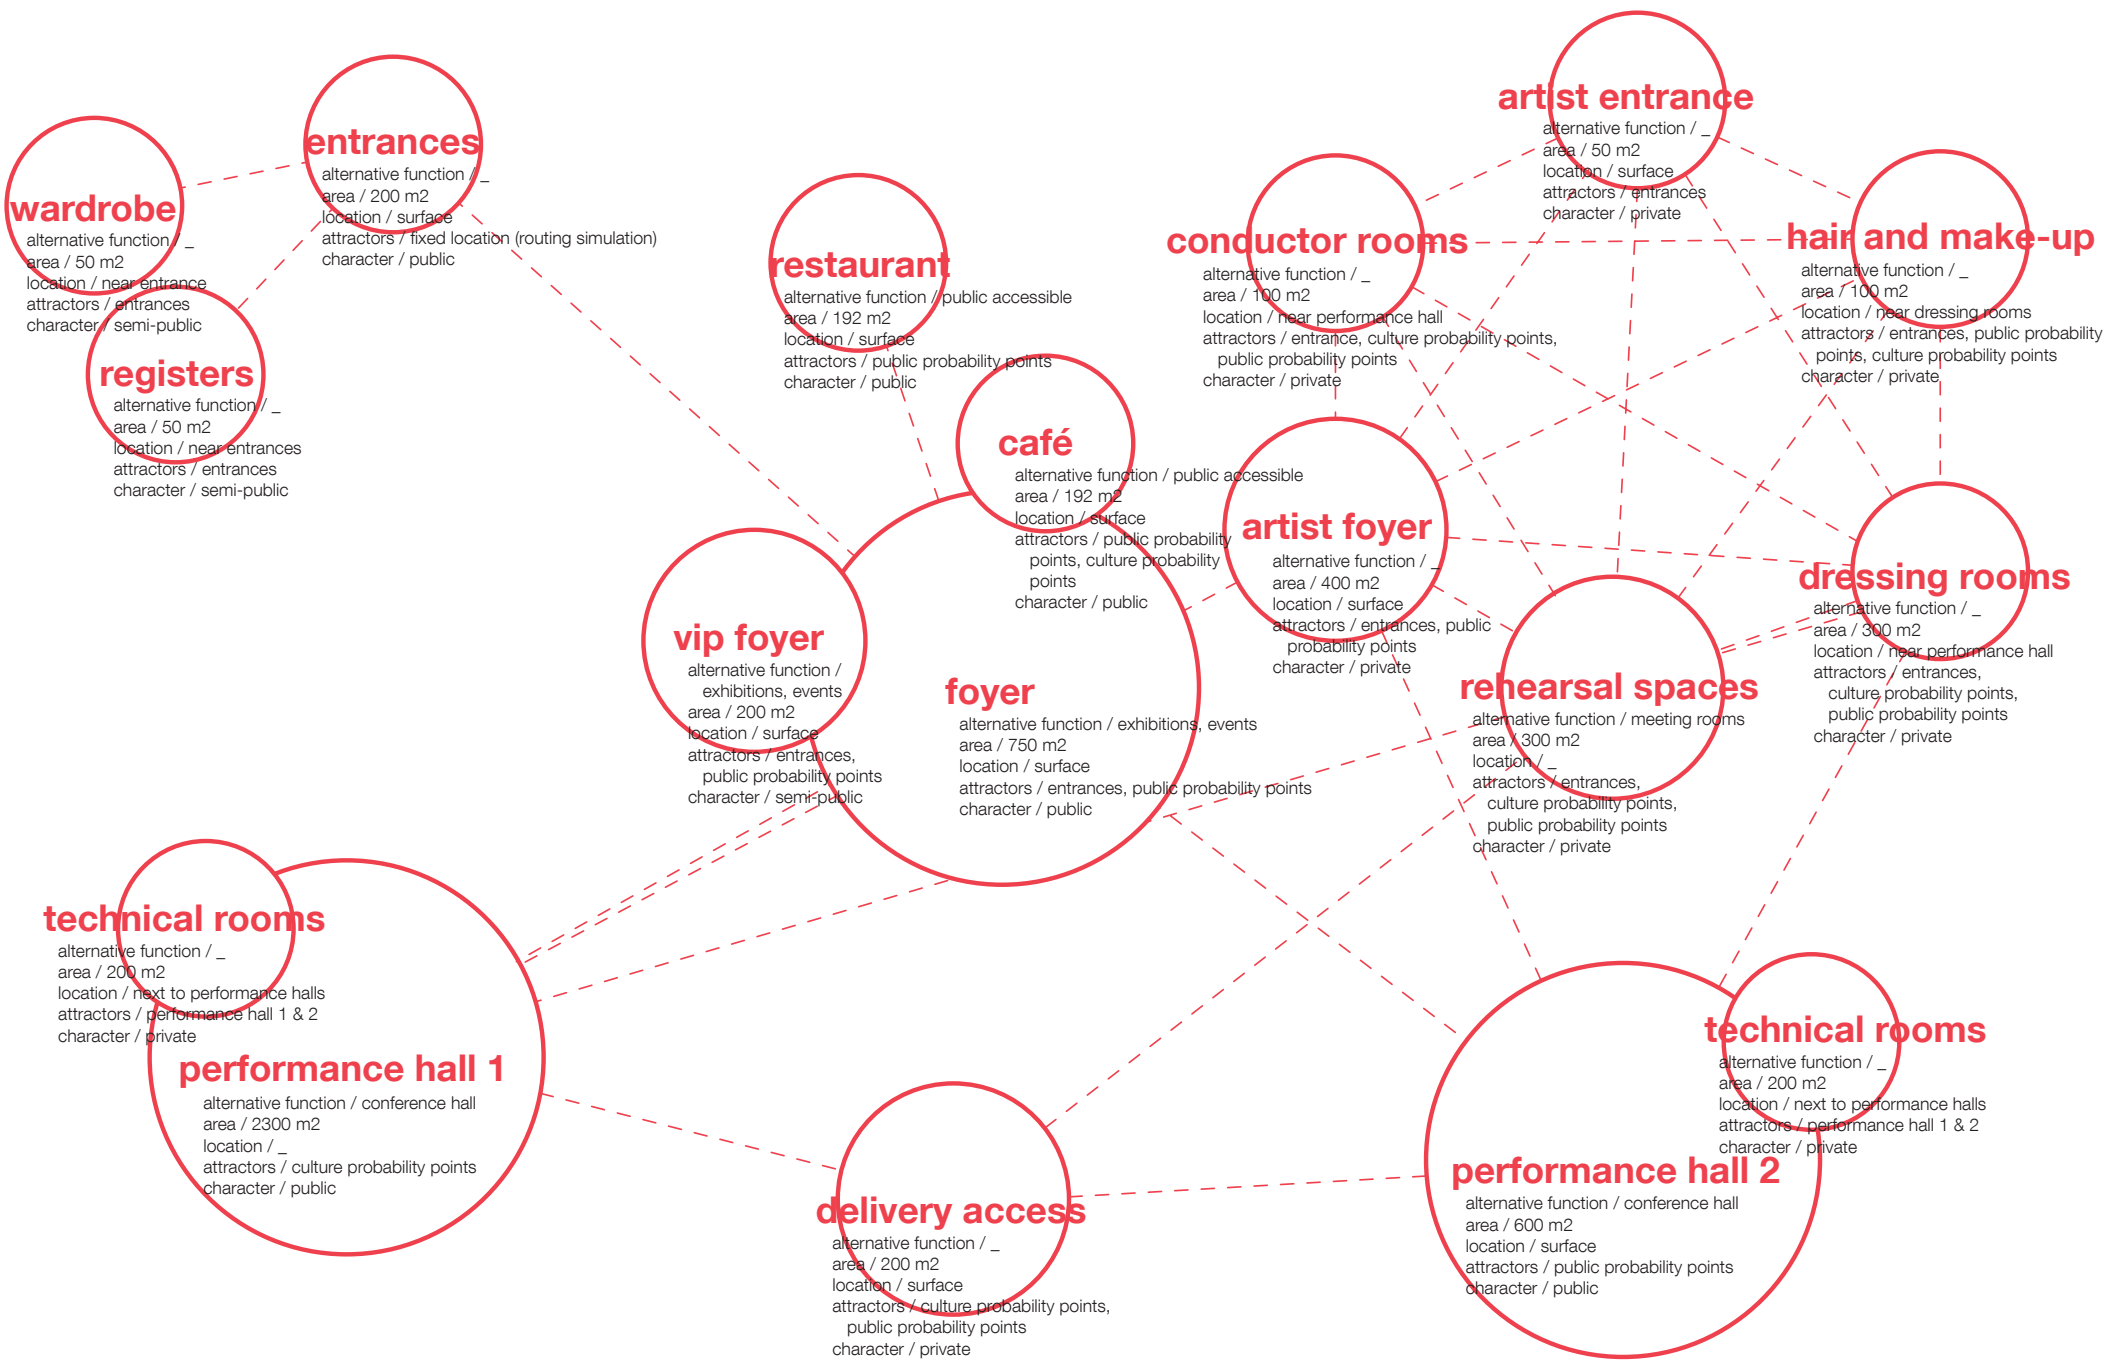 artist entrance
alternative function / _
area / 50 m2
location / surface
attractors / entrances
character / private
entrances
alternative function / _
area / 200 m2
location / surface
attractors / fixed location (routing simulation)
character / public
wardrobe
alternative function / _
area / 50 m2
location / near entrance
attractors / entrances
character / semi-public
restaurant
alternative function / public accessible
area / 192 m2
location / surface
attractors / public probability points
character / public
conductor rooms
alternative function / _
area / 100 m2
location / near performance hall
attractors / entrance, culture probability points,
public probability points
character / private
hair and make-up
alternative function / _
area / 100 m2
location / near dressing rooms
attractors / entrances, public probability
points, culture probability points
character / private
registers
alternative function / _
area / 50 m2
location / near entrances
attractors / entrances
character / semi-public
café
alternative function / public accessible
area / 192 m2
location / surface
attractors / public probability
points, culture probability
points
character / public
artist foyer
alternative function / _
area / 400 m2
location / surface
attractors / entrances, public
probability points
character / private
dressing rooms
alternative function / _
area / 300 m2
location / near performance hall
attractors / entrances,
culture probability points,
public probability points
character / private
vip foyer
alternative function /
exhibitions, events
area / 200 m2
location / surface
attractors / entrances,
public probability points
character / semi-public
foyer
alternative function / exhibitions, events
area / 750 m2
location / surface
attractors / entrances, public probability points
character / public
rehearsal spaces
alternative function / meeting rooms
area / 300 m2
location / _
attractors / entrances,
culture probability points,
public probability points
character / private
technical rooms
alternative function / _
area / 200 m2
location / next to performance halls
attractors / performance hall 1 & 2
character / private
performance hall 1
alternative function / conference hall
area / 2300 m2
location / _
attractors / culture probability points
character / public
technical rooms
alternative function / _
area / 200 m2
location / next to performance halls
attractors / performance hall 1 & 2
character / private
performance hall 2
alternative function / conference hall
area / 600 m2
location / surface
attractors / public probability points
character / public
delivery access
alternative function / _
area / 200 m2
location / surface
attractors / culture probability points,
public probability points
character / private